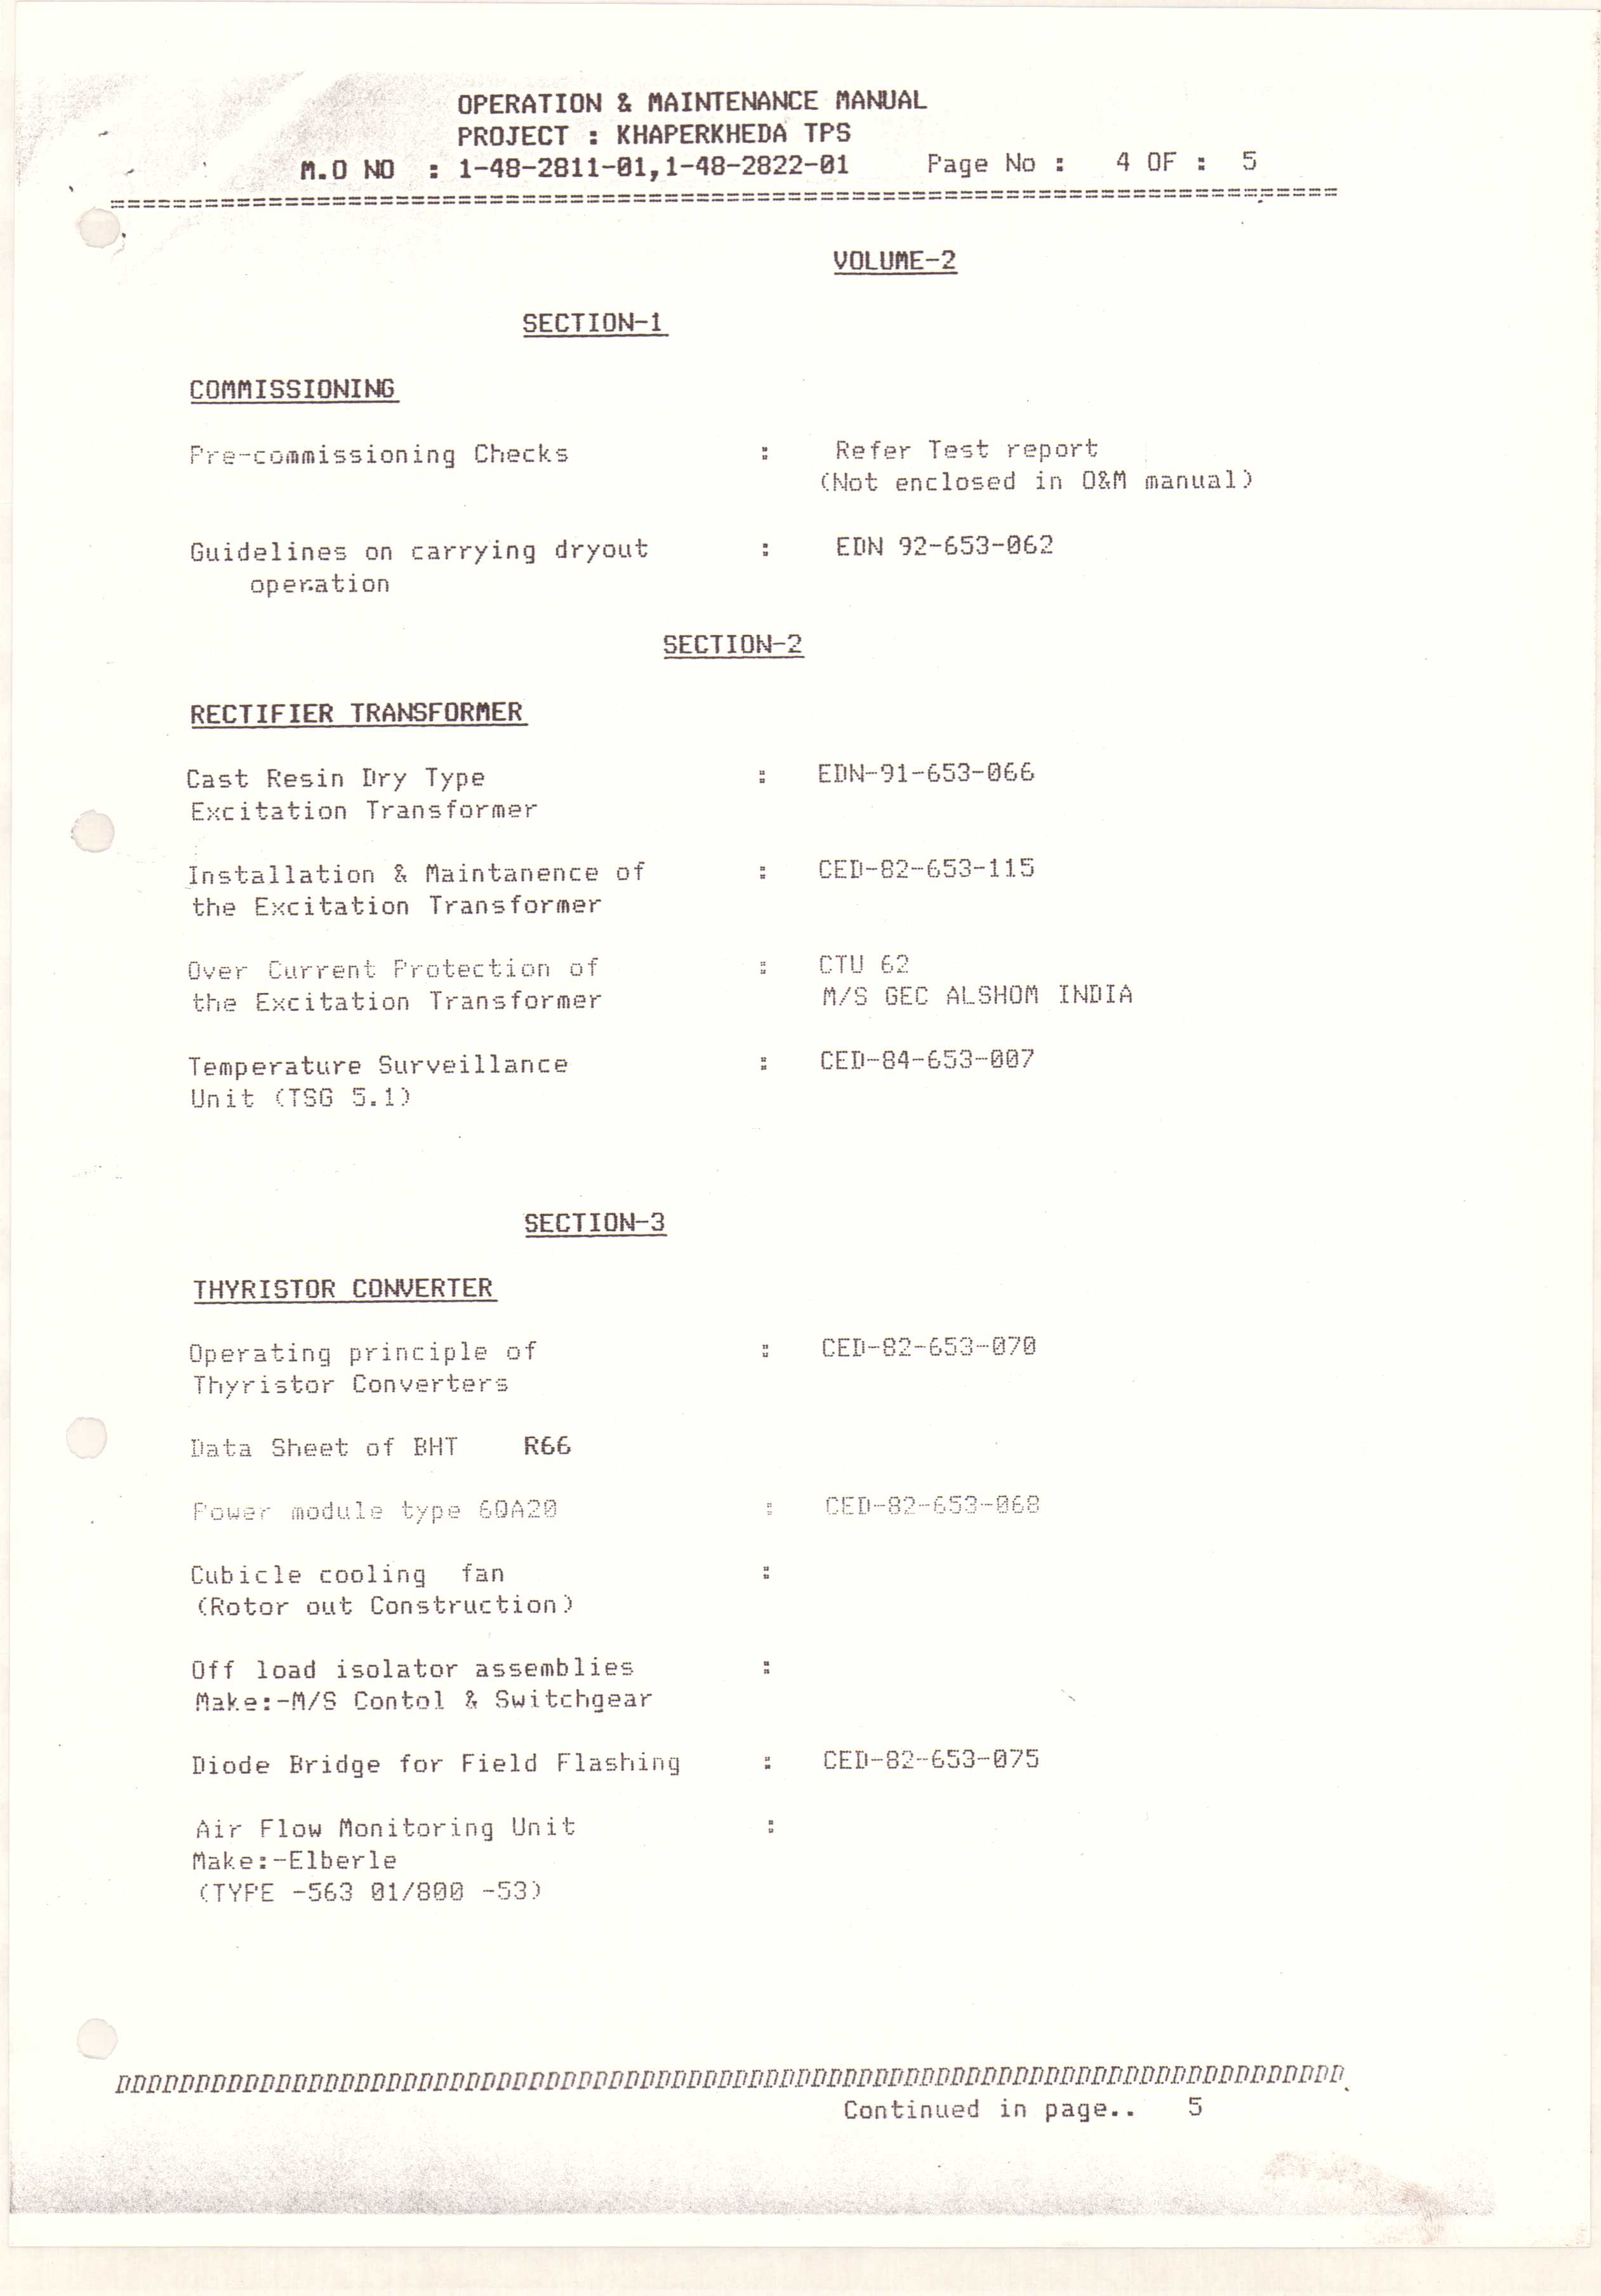 OPERATION & MAINTENANCE MANUAL
PROJECT : KHAPERKHEDA TPS
M.O NO : 1-48-2811-01,1-48-2822-01 Page No : 4 OF : 5
==============================================================================
VOLUME-2
SECTION-1
COMMISSIONING
Pre-commissioning Checks : Refer Test report
(Not enclosed in O&M manual)
Guidelines on carrying dryout : EDN 92-653-062
operation
SECTION-2
RECTIFIER TRANSFORMER
Cast Resin Dry Type : EDN-91-653-066
Excitation Transformer
Installation & Maintanence of : CED-82-653-115
the Excitation Transformer
Over Current Protection of : CTU 62
the Excitation Transformer M/S GEC ALSHOM INDIA
Temperature Surveillance : CED-84-653-007
Unit (TSG 5.1)
SECTION-3
THYRISTOR CONVERTER
Operating principle of : CED-82-653-070
Thyristor Converters
Data Sheet of BHT R66
Power module type 6QA20 : CED-82-653-068
Cubicle cooling fan :
(Rotor out Construction)
Off load isolator assemblies :
Make:-M/S Contol & Switchgear
Diode Bridge for Field Flashing : CED-82-653-075
Air Flow Monitoring Unit :
Make:-Elberle
(TYPE -563 01/800 -53)
DDDDDDDDDDDDDDDDDDDDDDDDDDDDDDDDDDDDDDDDDDDDDDDDDDDDDDDDDDDDDDDDDDDDDDDDDDDDDD
Continued in page.. 5